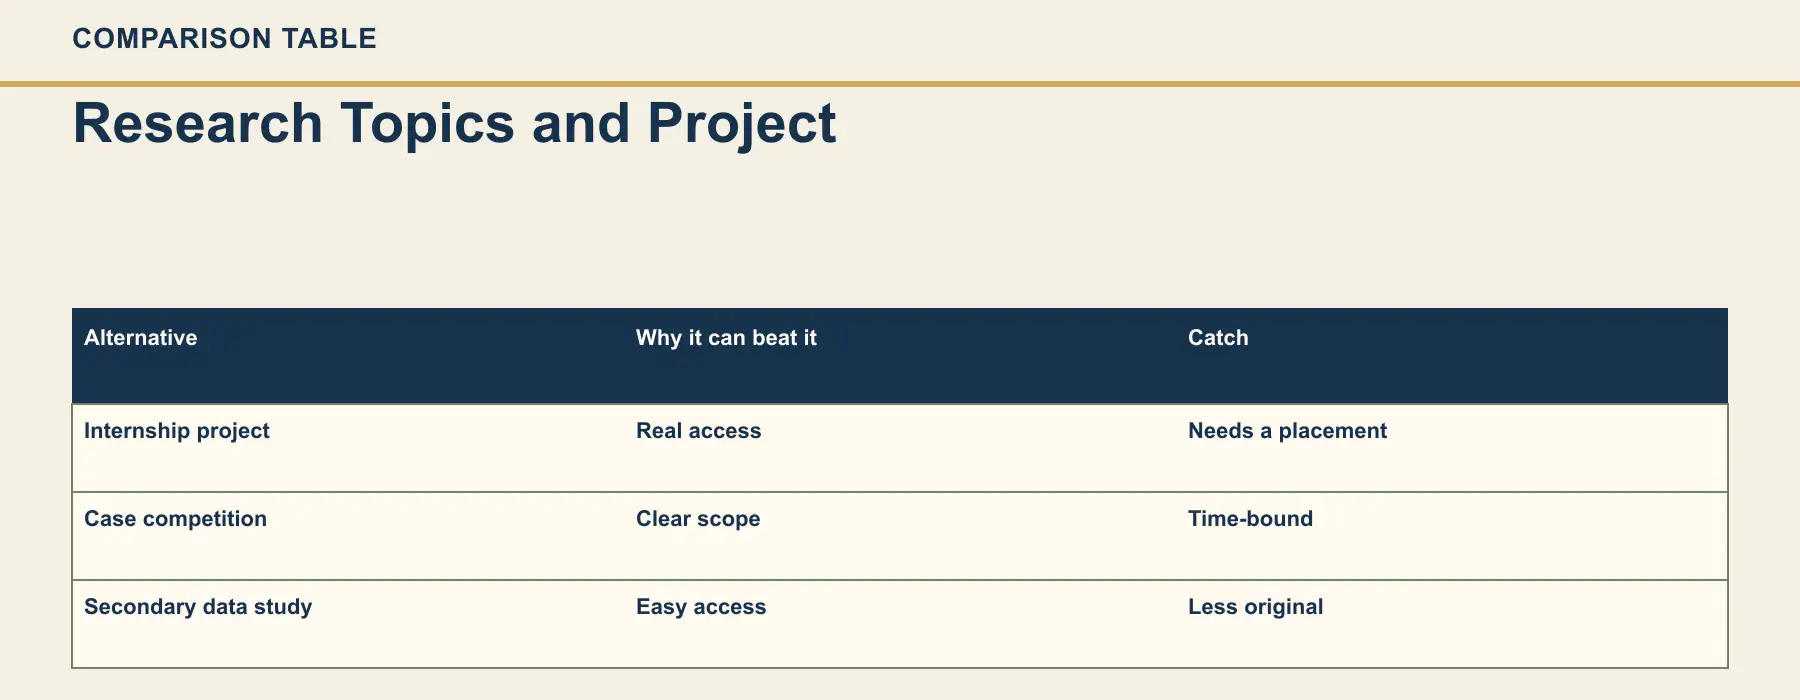 COMPARISON TABLE
Research Topics and Project
Alternative Why it can beat it Catch
Internship project Real access Needs a placement
Case competition Clear scope Time-bound
Secondary data study Easy access Less original